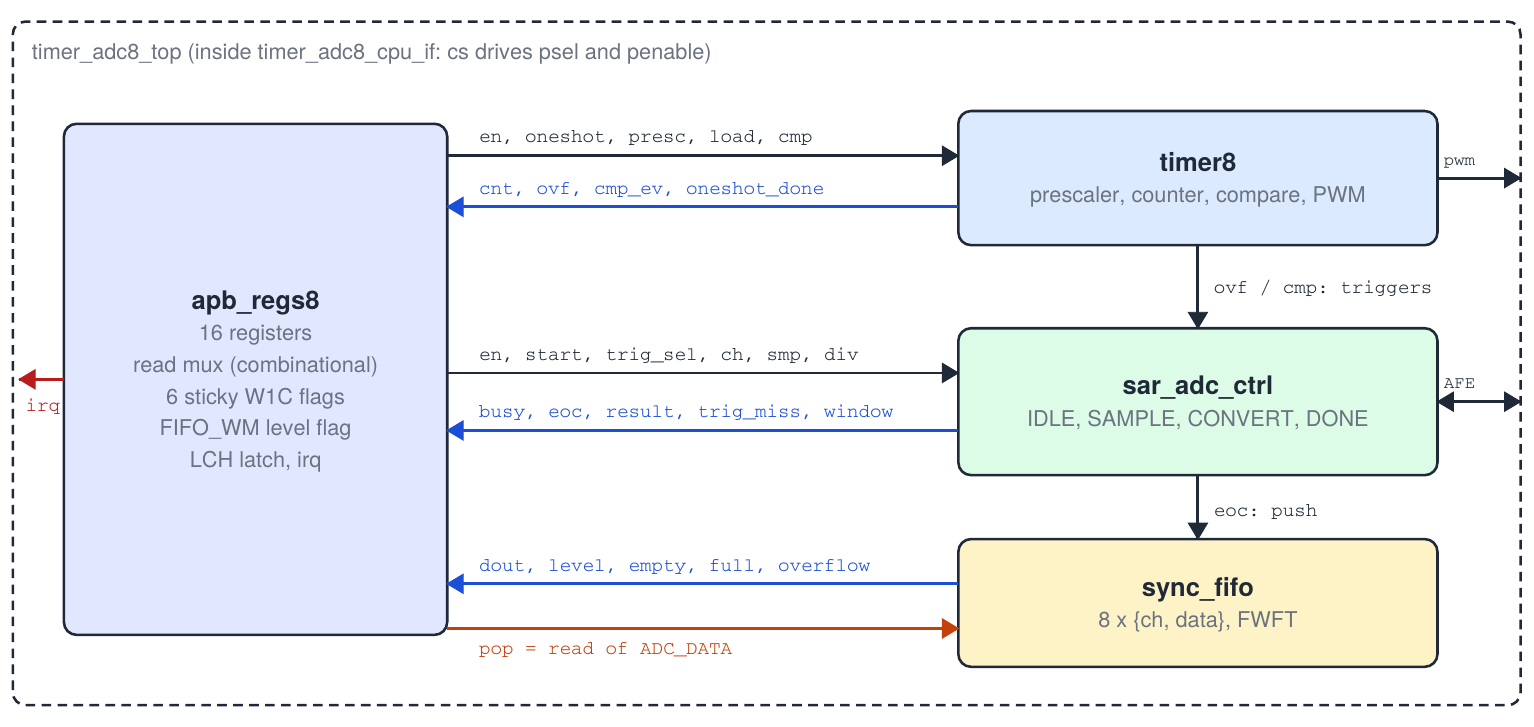 timer_adc8_top (inside timer_adc8_cpu_if: cs drives psel and penable)
en, oneshot, presc, load, cmp
cnt, ovf, cmp_ev, oneshot_done
timer8
prescaler, counter, compare, PWM
pwm
ovf / cmp: triggers
apb_regs8
16 registers
read mux (combinational)
6 sticky W1C flags
FIFO_WM level flag
LCH latch, irq
irq
en, start, trig_sel, ch, smp, div
busy, eoc, result, trig_miss, window
sar_adc_ctrl
IDLE, SAMPLE, CONVERT, DONE
AFE
eoc: push
dout, level, empty, full, overflow
pop = read of ADC_DATA
sync_fifo
8 x {ch, data}, FWFT